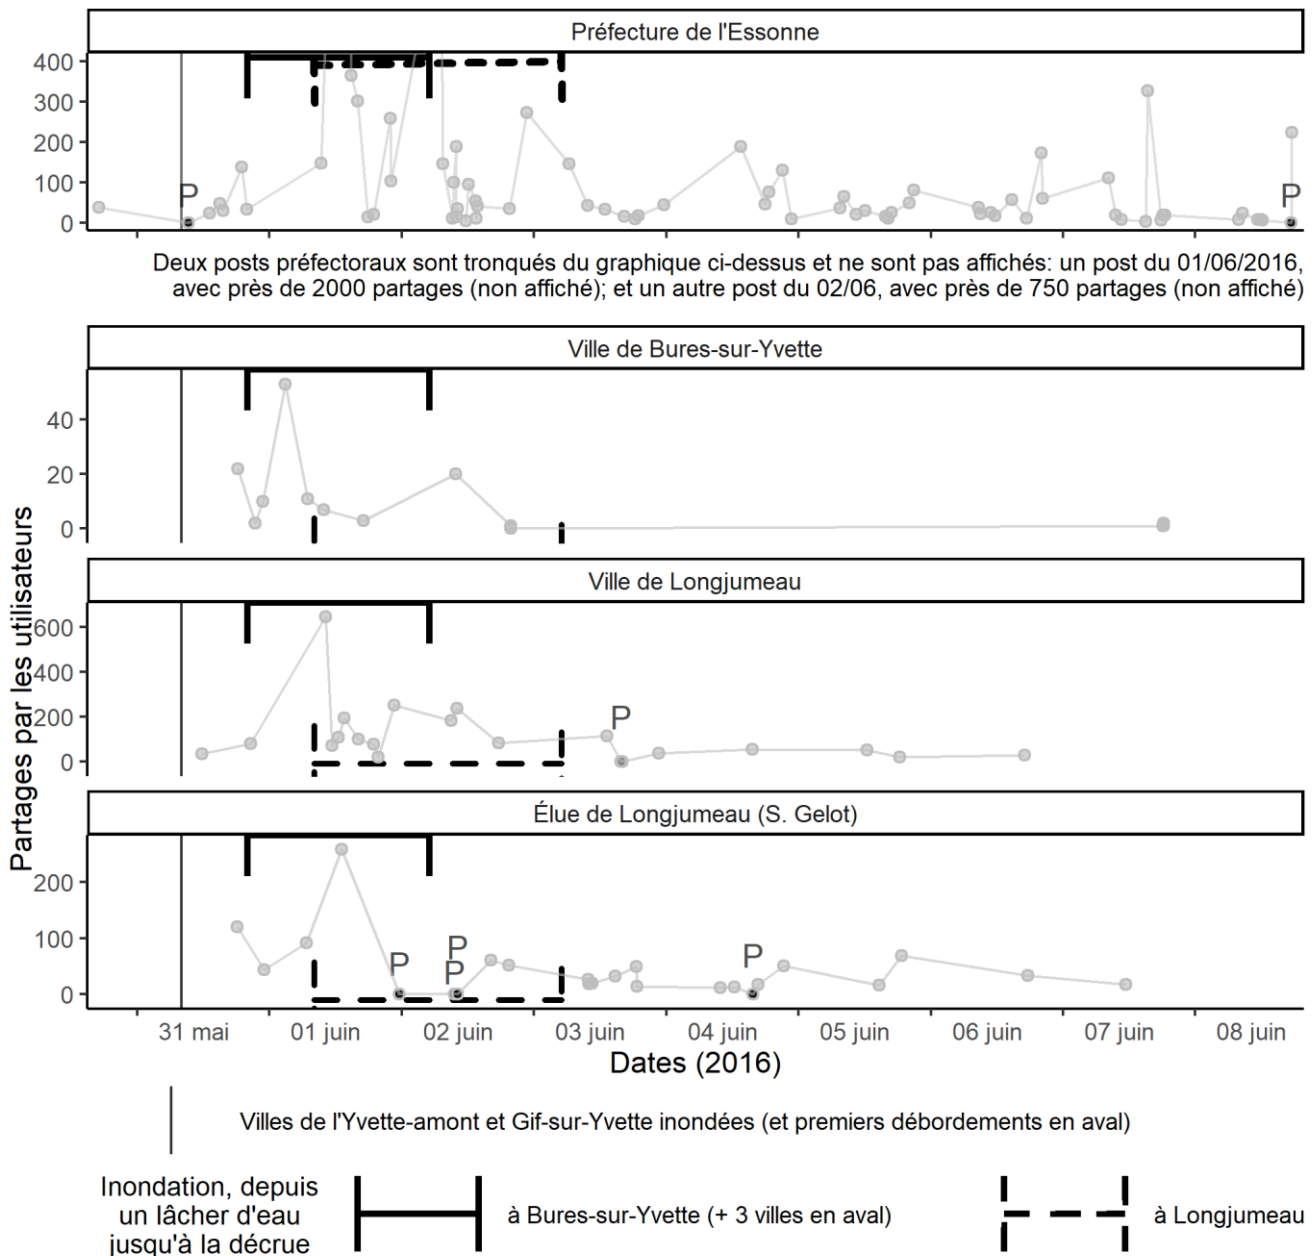 Préfecture de l'Essonne
400
300
200
100
0
P
P
Deux posts préfectoraux sont tronqués du graphique ci-dessus et ne sont pas affichés: un post du 01/06/2016,
avec près de 2000 partages (non affiché); et un autre post du 02/06, avec près de 750 partages (non affiché)
Partages par les utilisateurs
Ville de Bures-sur-Yvette
40
20
0
Ville de Longjumeau
600
400
200
0
P
Élue de Longjumeau (S. Gelot)
200
100
0
P
P
P
P
31 mai 01 juin 02 juin 03 juin 04 juin 05 juin 06 juin 07 juin 08 juin
Dates (2016)
Villes de l'Yvette-amont et Gif-sur-Yvette inondées (et premiers débordements en aval)
Inondation, depuis
un lâcher d'eau
jusqu'à la décrue
à Bures-sur-Yvette (+ 3 villes en aval)
à Longjumeau